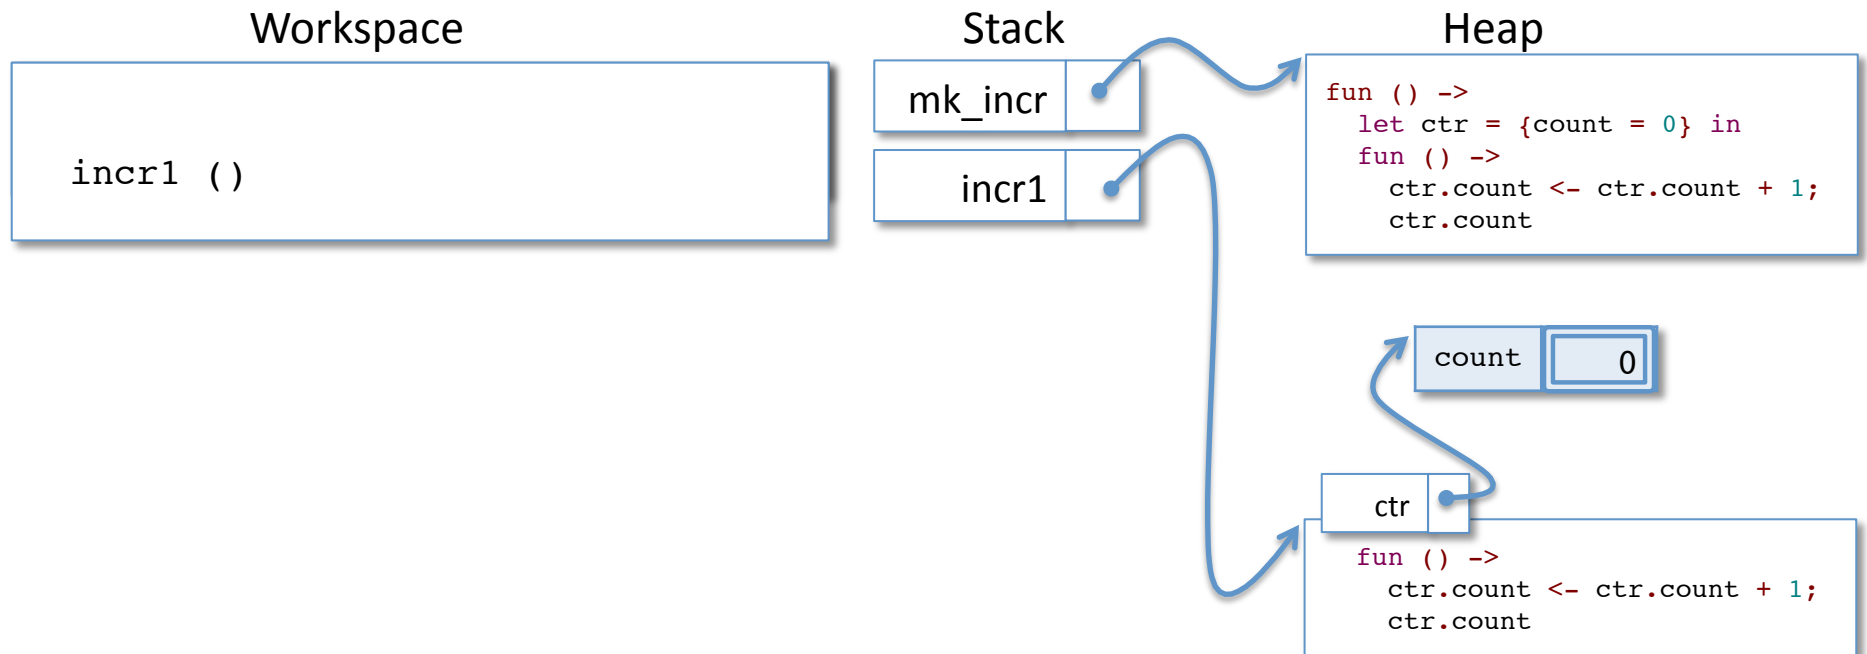 Workspace
Stack
Heap
incr1 ()
mk_incr
incr1
fun () ->
let ctr = {count = 0} in
fun () ->
ctr.count <- ctr.count + 1;
ctr.count
count 0
ctr
fun () ->
ctr.count <- ctr.count + 1;
ctr.count